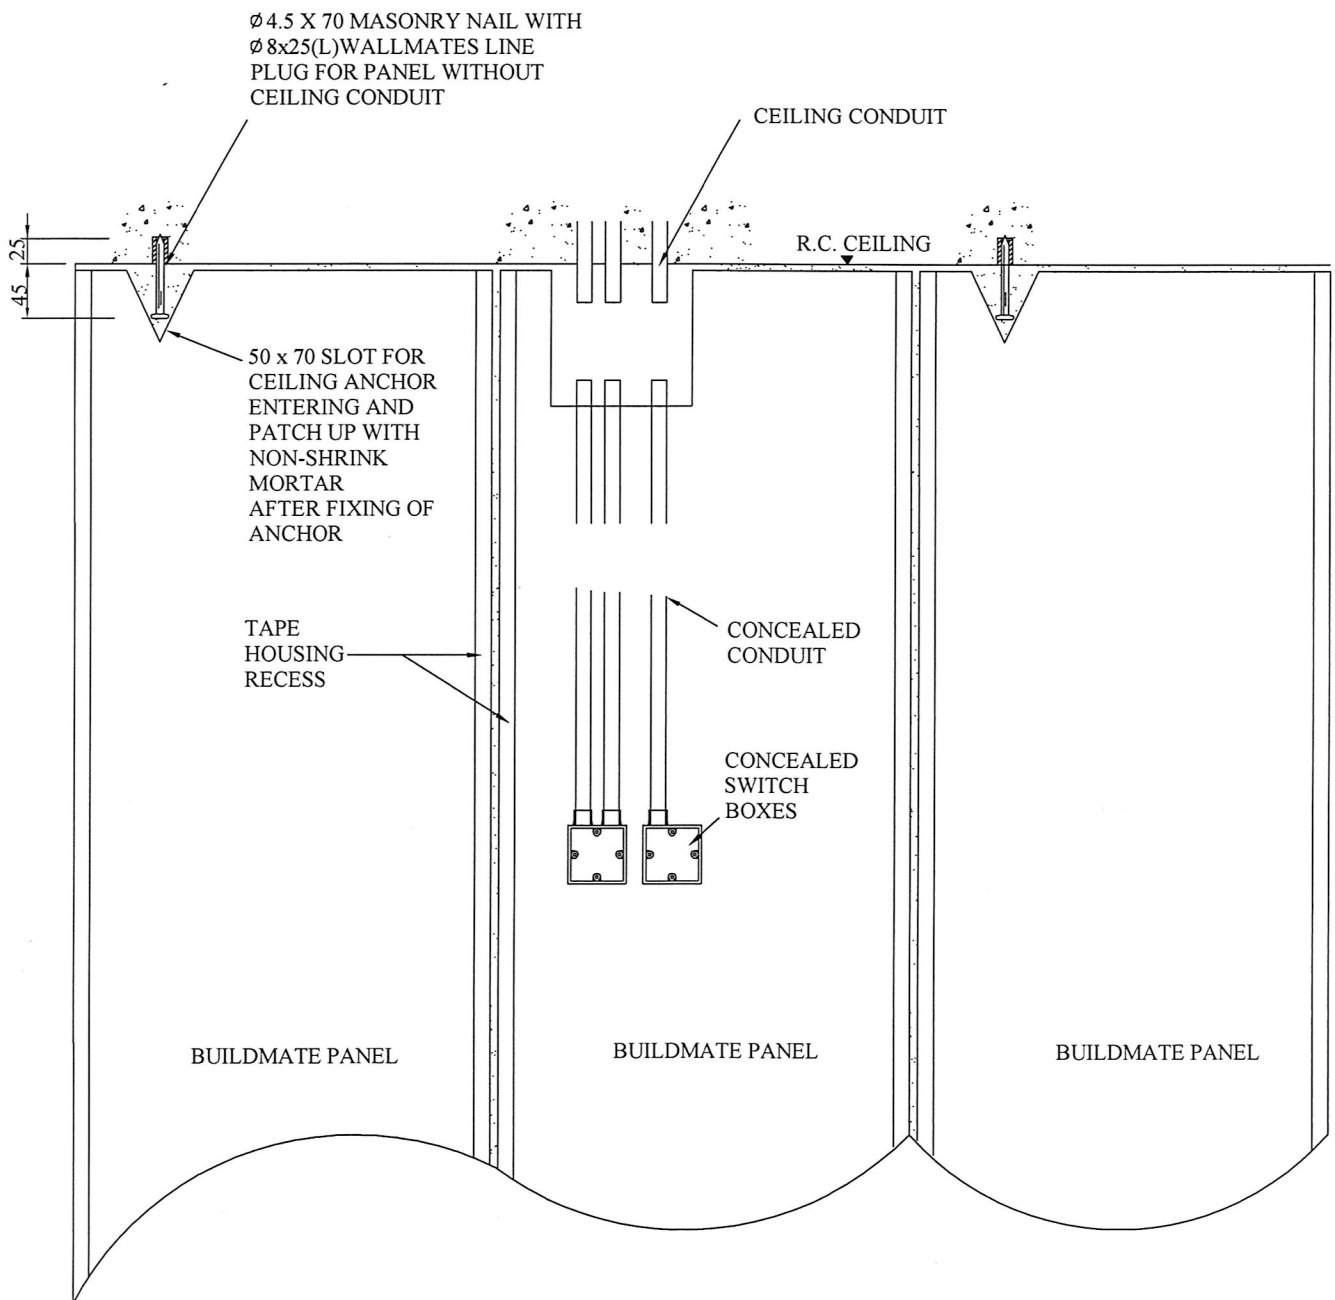 Ø 4.5 X 70 MASONRY NAIL WITH
Ø 8x25(L)WALLMATES LINE
PLUG FOR PANEL WITHOUT
CEILING CONDUIT
CEILING CONDUIT
R.C. CEILING
25
45
50 x 70 SLOT FOR
CEILING ANCHOR
ENTERING AND
PATCH UP WITH
NON-SHRINK
MORTAR
AFTER FIXING OF
ANCHOR
TAPE
HOUSING
RECESS
CONCEALED
CONDUIT
CONCEALED
SWITCH
BOXES
BUILDMATE PANEL
BUILDMATE PANEL
BUILDMATE PANEL